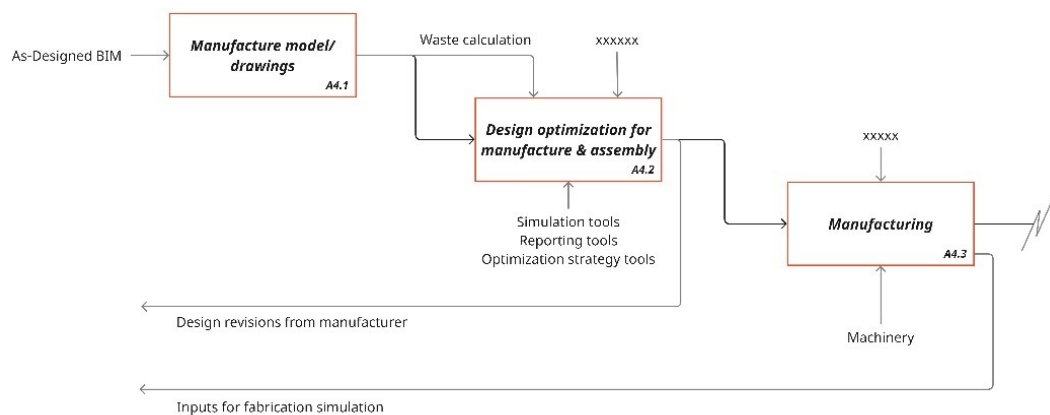 As-Designed BIM
Manufacture model/
drawings
A4.1
Waste calculation
xxxxxx
Design optimization for
manufacture & assembly
A4.2
Simulation tools
Reporting tools
Optimization strategy tools
xxxxx
Manufacturing
A4.3
Machinery
Design revisions from manufacturer
Inputs for fabrication simulation